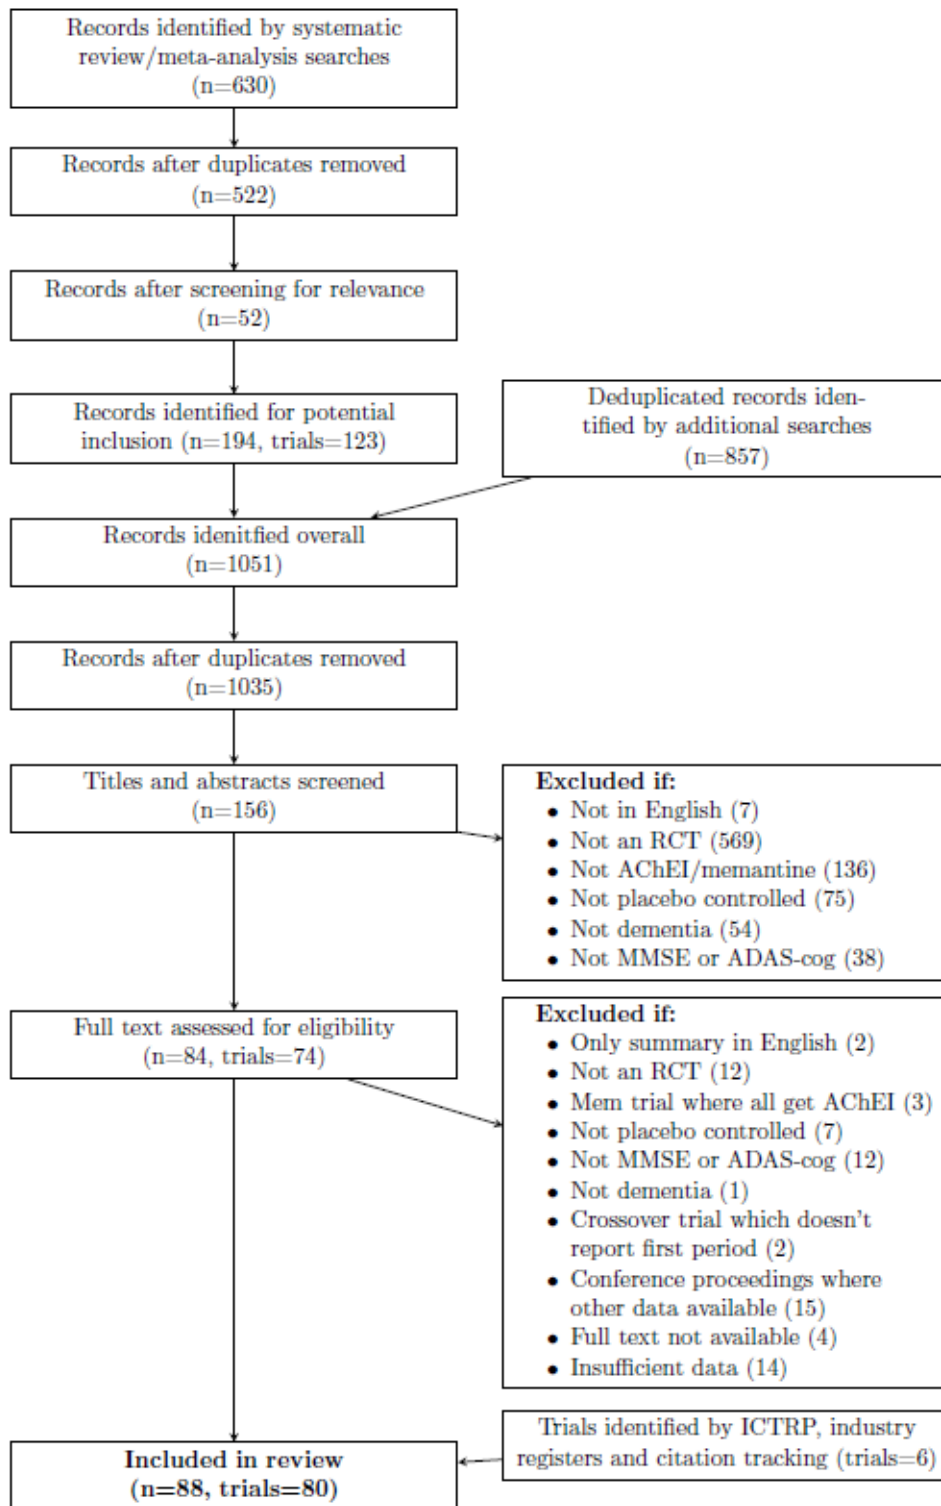 Records identified by systematic
review/meta-analysis searches
(n=630)
Records after duplicates removed
(n=522)
Records after screening for relevance
(n=52)
Records identified for potential
inclusion (n=194, trials=123)
Deduplicated records iden-
tified by additional searches
(n=857)
Records idenitfied overall
(n=1051)
Records after duplicates removed
(n=1035)
Titles and abstracts screened
(n=156)
Excluded if:
• Not in English (7)
• Not an RCT (569)
• Not AChEI/memantine (136)
• Not placebo controlled (75)
• Not dementia (54)
• Not MMSE or ADAS-cog (38)
Full text assessed for eligibility
(n=84, trials=74)
Excluded if:
• Only summary in English (2)
• Not an RCT (12)
• Mem trial where all get AChEI (3)
• Not placebo controlled (7)
• Not MMSE or ADAS-cog (12)
• Not dementia (1)
• Crossover trial which doesn't
report first period (2)
• Conference proceedings where
other data available (15)
• Full text not available (4)
• Insufficient data (14)
Trials identified by ICTRP, industry
registers and citation tracking (trials=6)
Included in review
(n=88, trials=80)